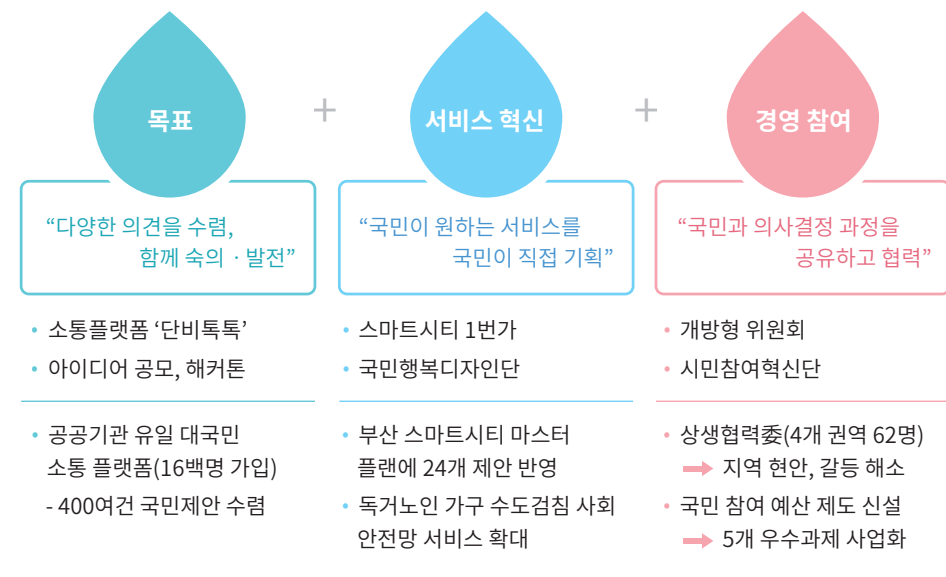 목표
“다양한 의견을 수렴,
함께 숙의 · 발전”
• 소통플랫폼 ‘단비톡톡’
• 아이디어 공모, 해커톤
• 공공기관 유일 대국민
소통 플랫폼(16백명 가입)
- 400여건 국민제안 수렴
+
서비스 혁신
“국민이 원하는 서비스를
국민이 직접 기획”
• 스마트시티 1번가
• 국민행복디자인단
• 부산 스마트시티 마스터
플랜에 24개 제안 반영
• 독거노인 가구 수도검침 사회
안전망 서비스 확대
+
경영 참여
“국민과 의사결정 과정을
공유하고 협력”
• 개방형 위원회
• 시민참여혁신단
• 상생협력委(4개 권역 62명)
➡ 지역 현안, 갈등 해소
• 국민 참여 예산 제도 신설
➡ 5개 우수과제 사업화